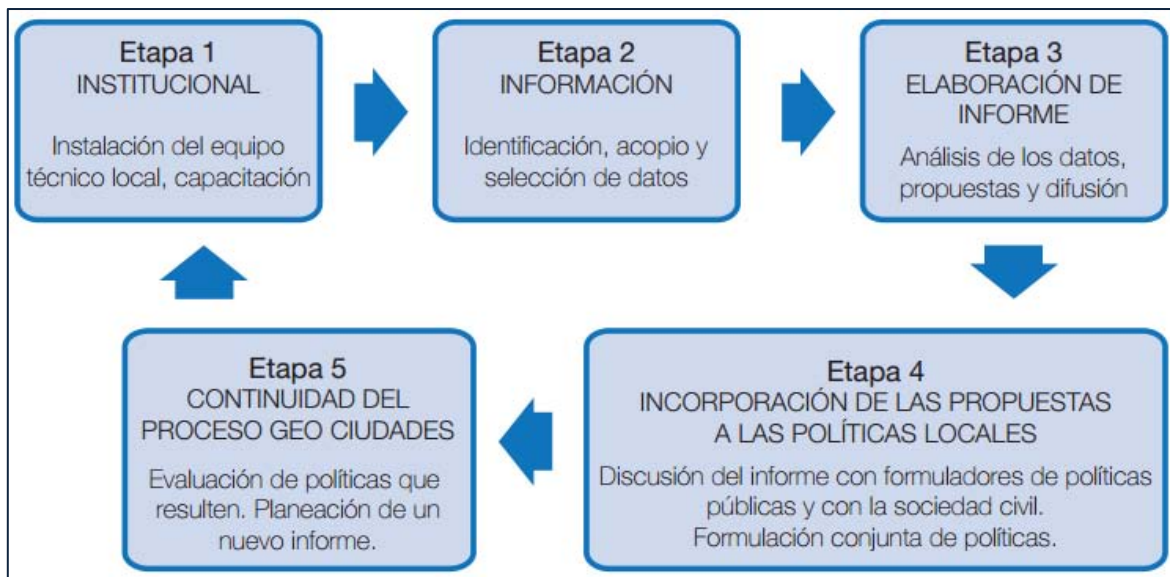 Etapa 1
INSTITUCIONAL
Instalación del equipo
técnico local, capacitación
Etapa 2
INFORMACIÓN
Identificación, acopio y
selección de datos
Etapa 3
ELABORACIÓN DE
INFORME
Análisis de los datos,
propuestas y difusión
Etapa 4
INCORPORACIÓN DE LAS PROPUESTAS
A LAS POLÍTICAS LOCALES
Discusión del informe con formuladores de políticas
públicas y con la sociedad civil.
Formulación conjunta de políticas.
Etapa 5
CONTINUIDAD DEL
PROCESO GEO CIUDADES
Evaluación de políticas que
resulten. Planeación de un
nuevo informe.